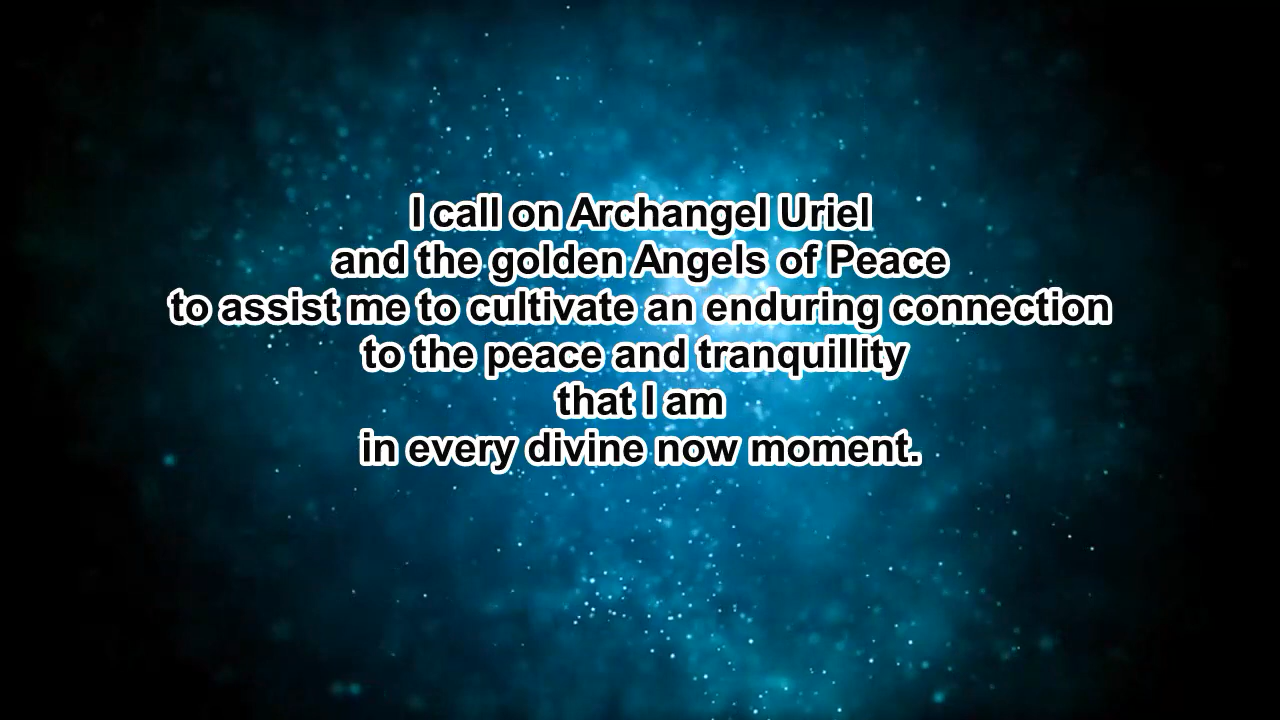 I call on Archangel Uriel
and the golden Angels of Peace
to assist me to cultivate an enduring connection
to the peace and tranquillity
that I am
in every divine now moment.